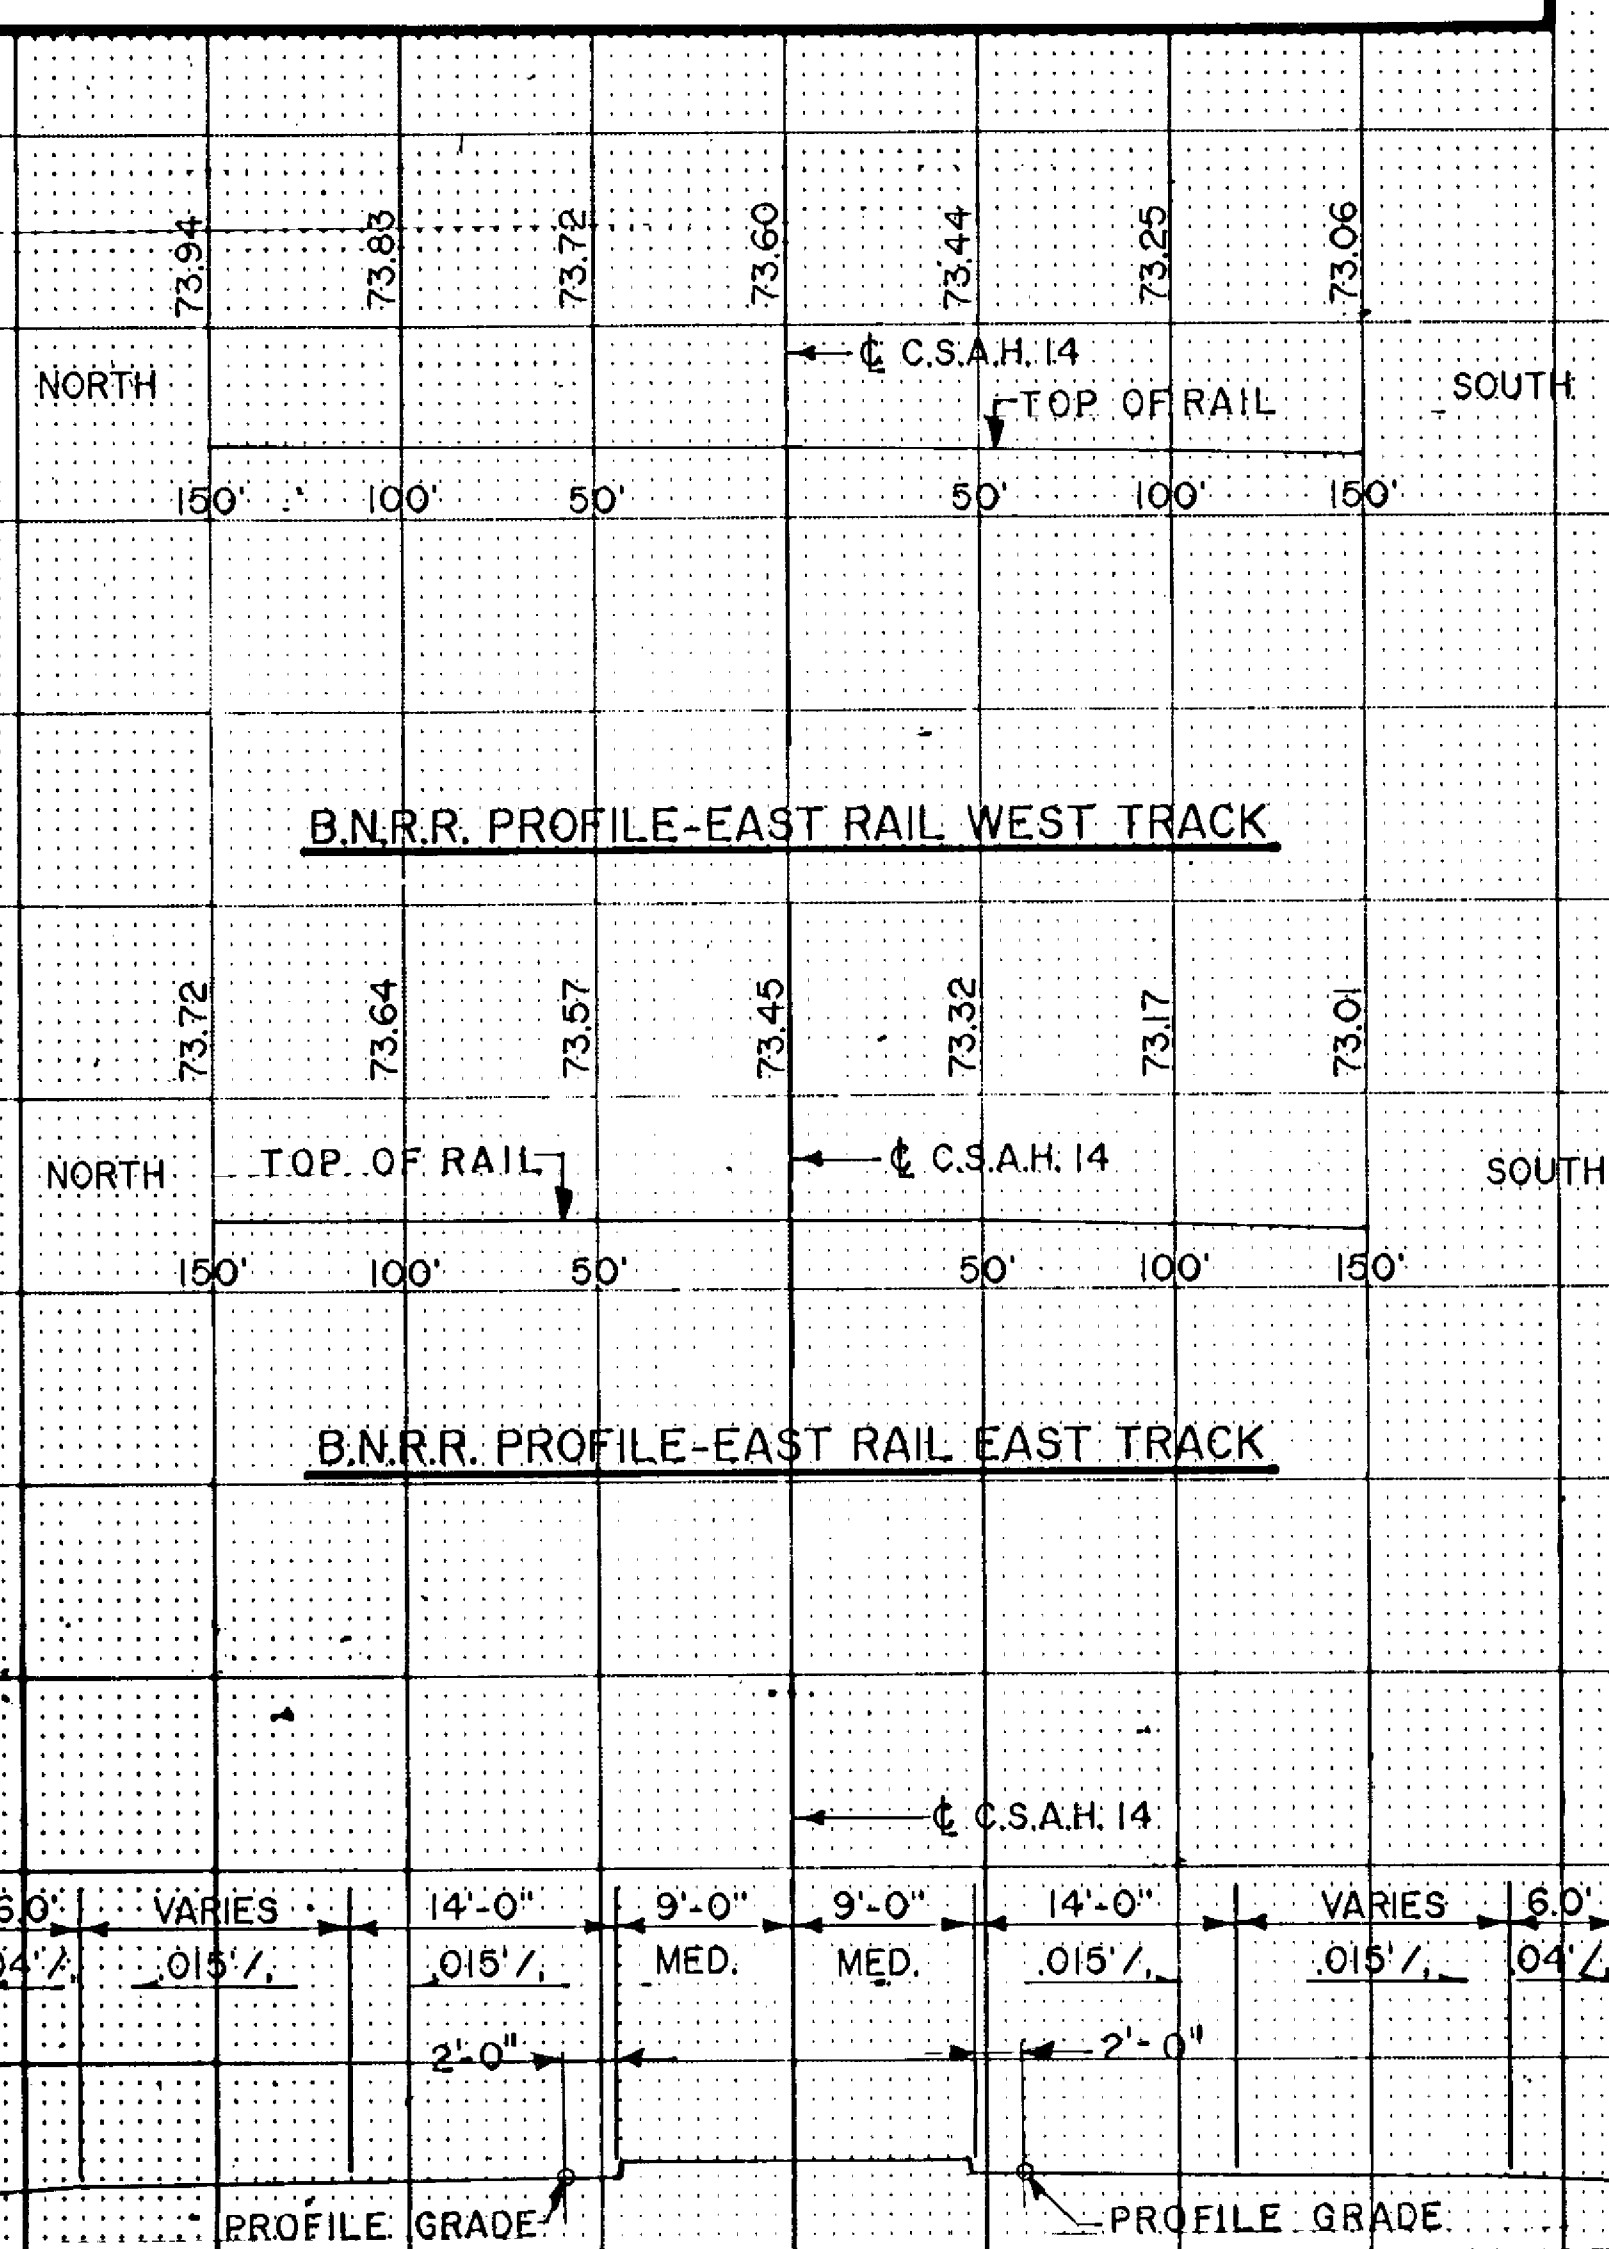 73.94 73.83 73.72 73.60 73.44 73.25 73.06
℄ C.S.A.H. 14
NORTH TOP OF RAIL SOUTH
150' 100' 50' 50' 100' 150'
B.N.R.R. PROFILE-EAST RAIL WEST TRACK
73.72 73.64 73.57 73.45 73.32 73.17 73.01
NORTH TOP OF RAIL ℄ C.S.A.H. 14 SOUTH
150' 100' 50' 50' 100' 150'
B.N.R.R. PROFILE-EAST RAIL EAST TRACK
℄ C.S.A.H. 14
6.0' VARIES 14'-0" 9'-0" 9'-0" 14'-0" VARIES 6.0'
04'/, .015'/, .015'/, MED. MED. .015'/, .015'/, .04'/
2'-0" 2'-0"
PROFILE GRADE PROFILE GRADE